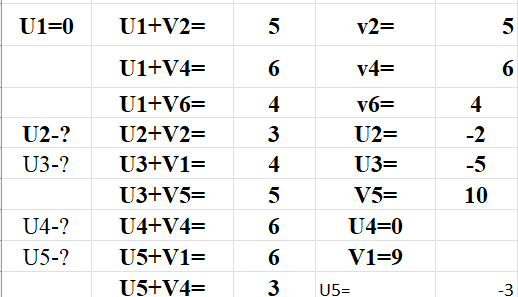 U1=0 U1+V2= 5 v2= 5
U1+V4= 6 v4= 6
U1+V6= 4 v6= 4
U2-? U2+V2= 3 U2= -2
U3-? U3+V1= 4 U3= -5
U3+V5= 5 V5= 10
U4-? U4+V4= 6 U4=0
U5-? U5+V1= 6 V1=9
U5+V4= 3 U5= -3